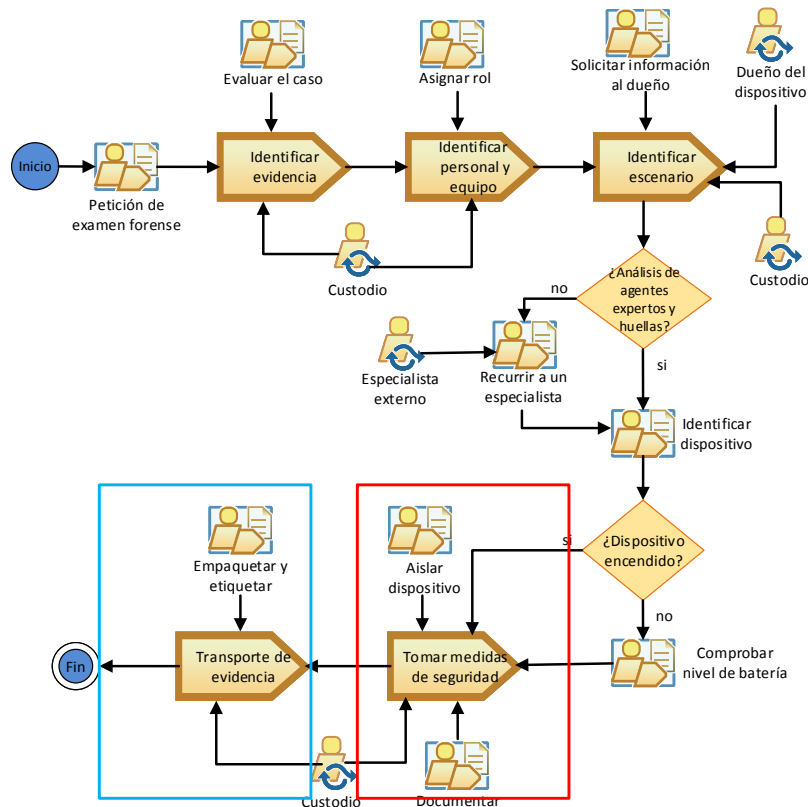 Evaluar el caso
Asignar rol
Solicitar información
al dueño
Dueño del
dispositivo
Inicio
Identificar
evidencia
Identificar
personal y
equipo
Identificar
escenario
Petición de
examen forense
Custodio
Custodio
¿Análisis de
agentes
expertos y
huellas?
no
si
Especialista
externo
Recurrir a un
especialista
Identificar
dispositivo
Empaquetar y
etiquetar
Aislar
dispositivo
si
¿Dispositivo
encendido?
no
Fin
Transporte de
evidencia
Tomar medidas
de seguridad
Comprobar
nivel de batería
Custodio
Documentar